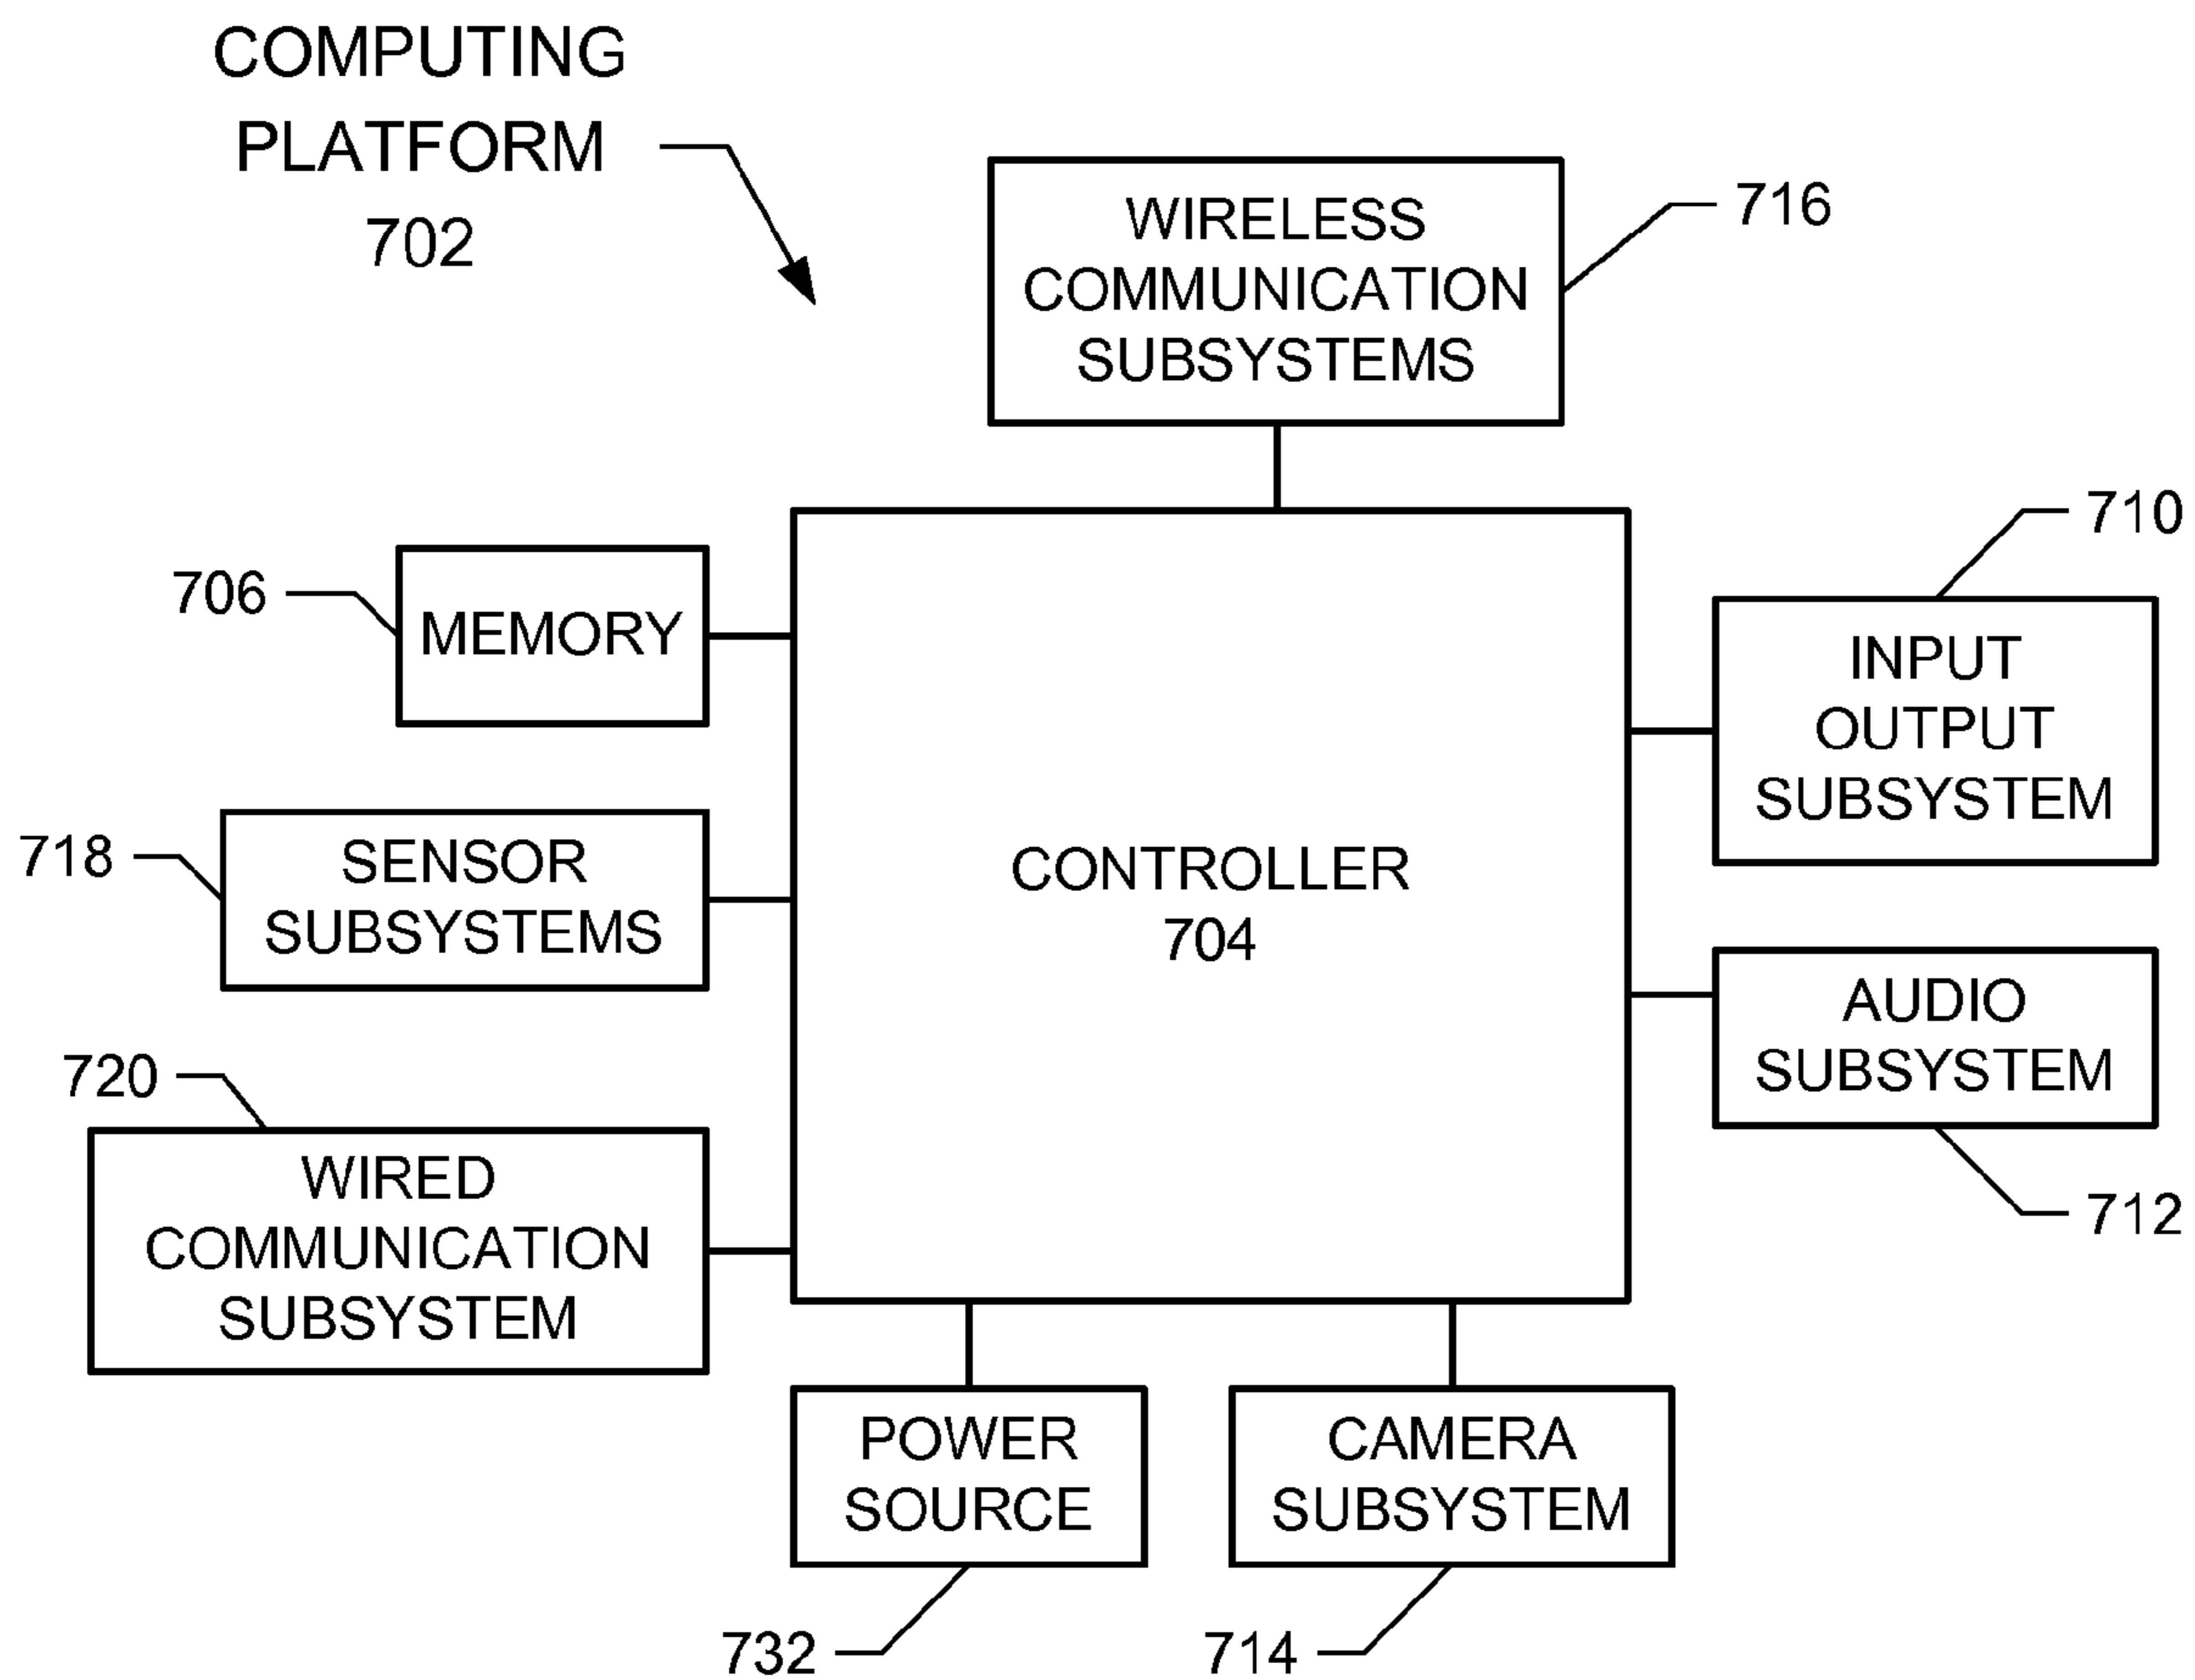 COMPUTING
PLATFORM
702
WIRELESS
COMMUNICATION
SUBSYSTEMS
716
710
706
MEMORY
INPUT
OUTPUT
SUBSYSTEM
718
SENSOR
SUBSYSTEMS
CONTROLLER
704
AUDIO
SUBSYSTEM
720
712
WIRED
COMMUNICATION
SUBSYSTEM
POWER
SOURCE
CAMERA
SUBSYSTEM
732
714